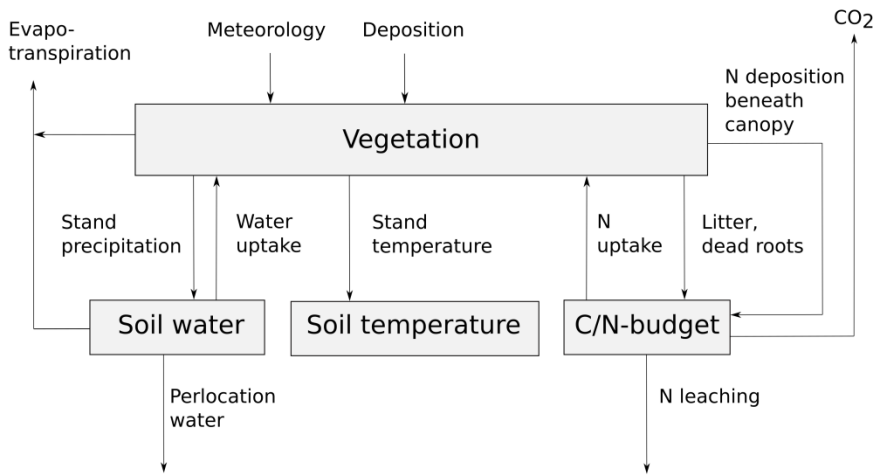 Evapo-
transpiration
Meteorology
Deposition
CO2
N deposition
beneath
canopy
Vegetation
Stand
precipitation
Water
uptake
Stand
temperature
N
uptake
Litter,
dead roots
Soil water
Soil temperature
C/N-budget
Perlocation
water
N leaching